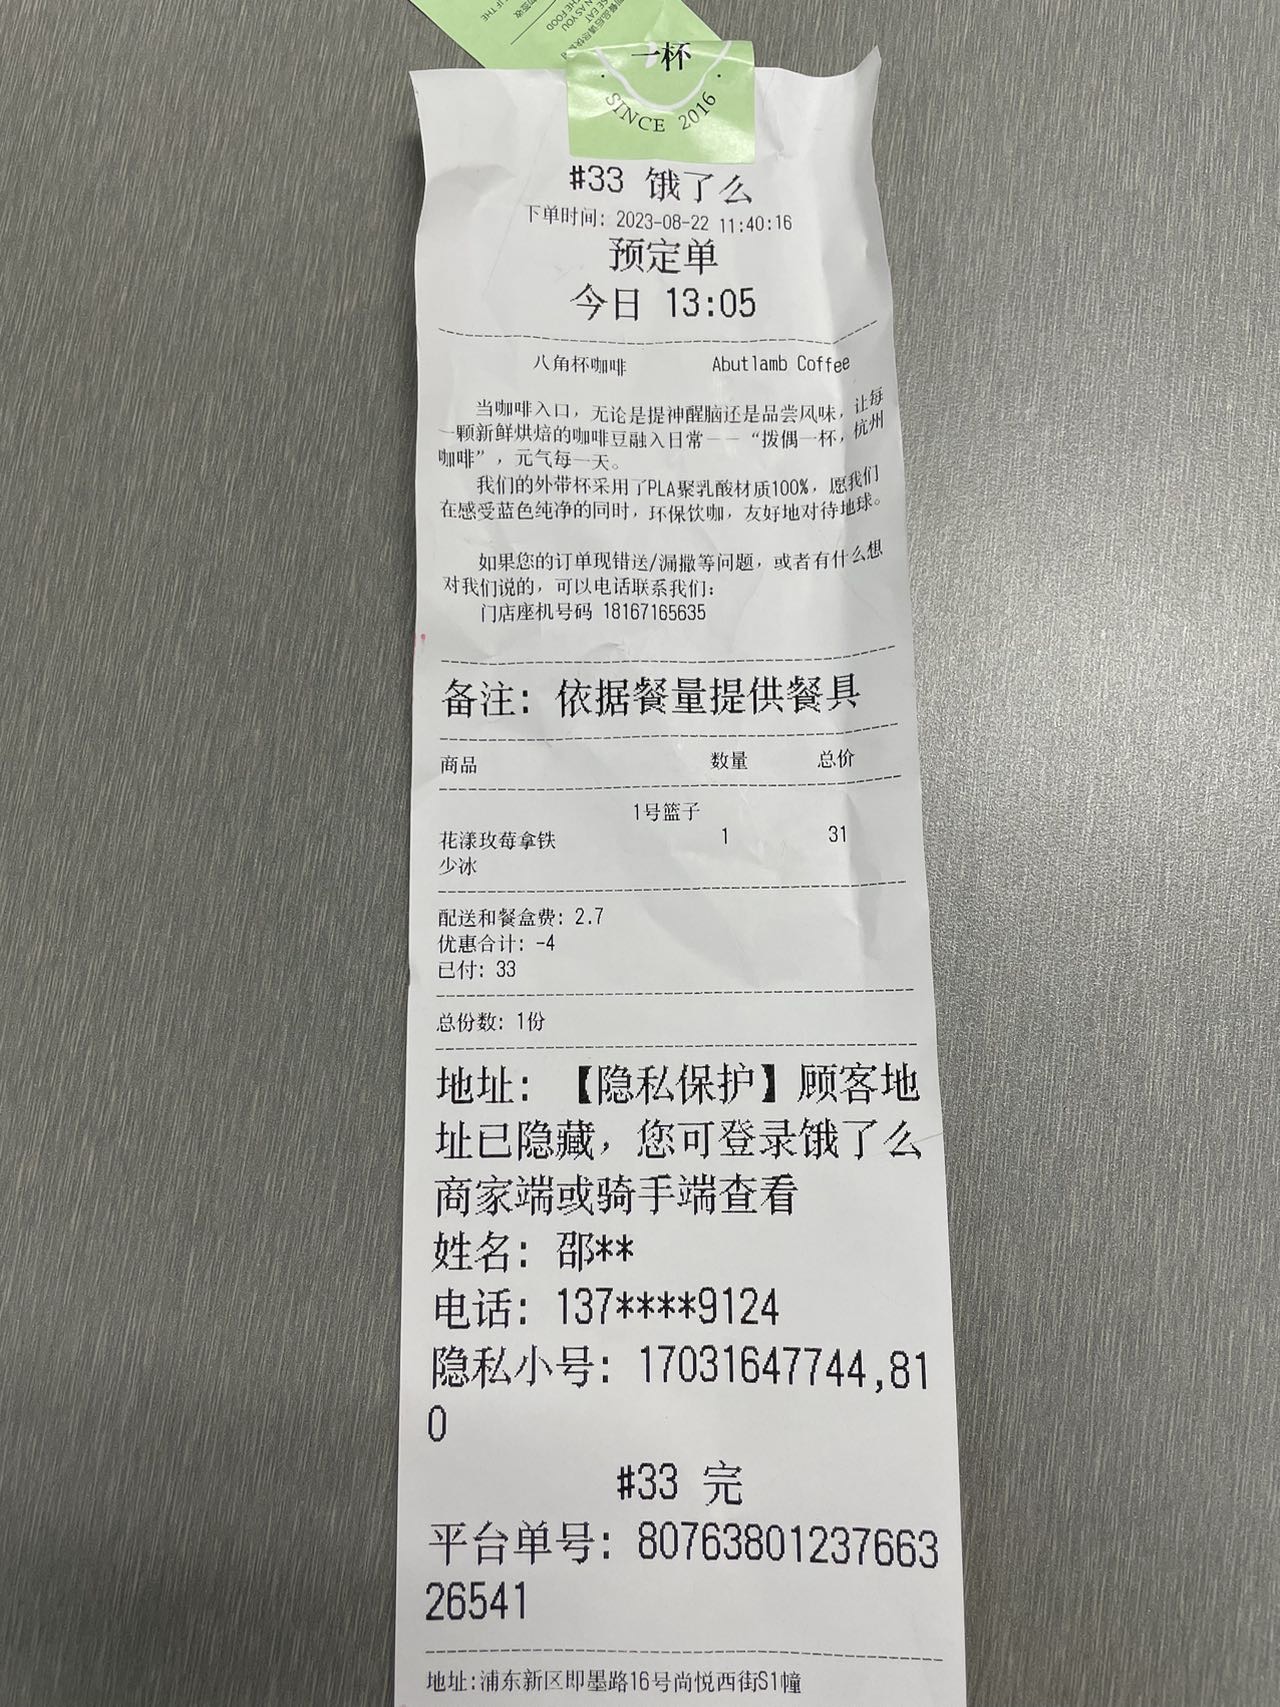 一杯
SINCE 2016
#33 饿了么
下单时间: 2023-08-22 11:40:16
预定单
今日 13:05
八角杯咖啡 Abutlamb Coffee
当咖啡入口，无论是提神醒脑还是品尝风味，让每
一颗新鲜烘焙的咖啡豆融入日常——“拨偶一杯，杭州
咖啡”，元气每一天。
我们的外带杯采用了PLA聚乳酸材质100%，愿我们
在感受蓝色纯净的同时，环保饮咖，友好地对待地球。
如果您的订单现错送/漏撒等问题，或者有什么想
对我们说的，可以电话联系我们：
门店座机号码 18167165635
备注: 依据餐量提供餐具
商品 数量 总价
1号篮子
花漾玫莓拿铁 1 31
少冰
配送和餐盒费: 2.7
优惠合计: -4
已付: 33
总份数: 1份
地址: 【隐私保护】顾客地
址已隐藏，您可登录饿了么
商家端或骑手端查看
姓名: 邵**
电话: 137****9124
隐私小号: 17031647744,81
0
#33 完
平台单号: 80763801237663
26541
地址:浦东新区即墨路16号尚悦西街S1幢